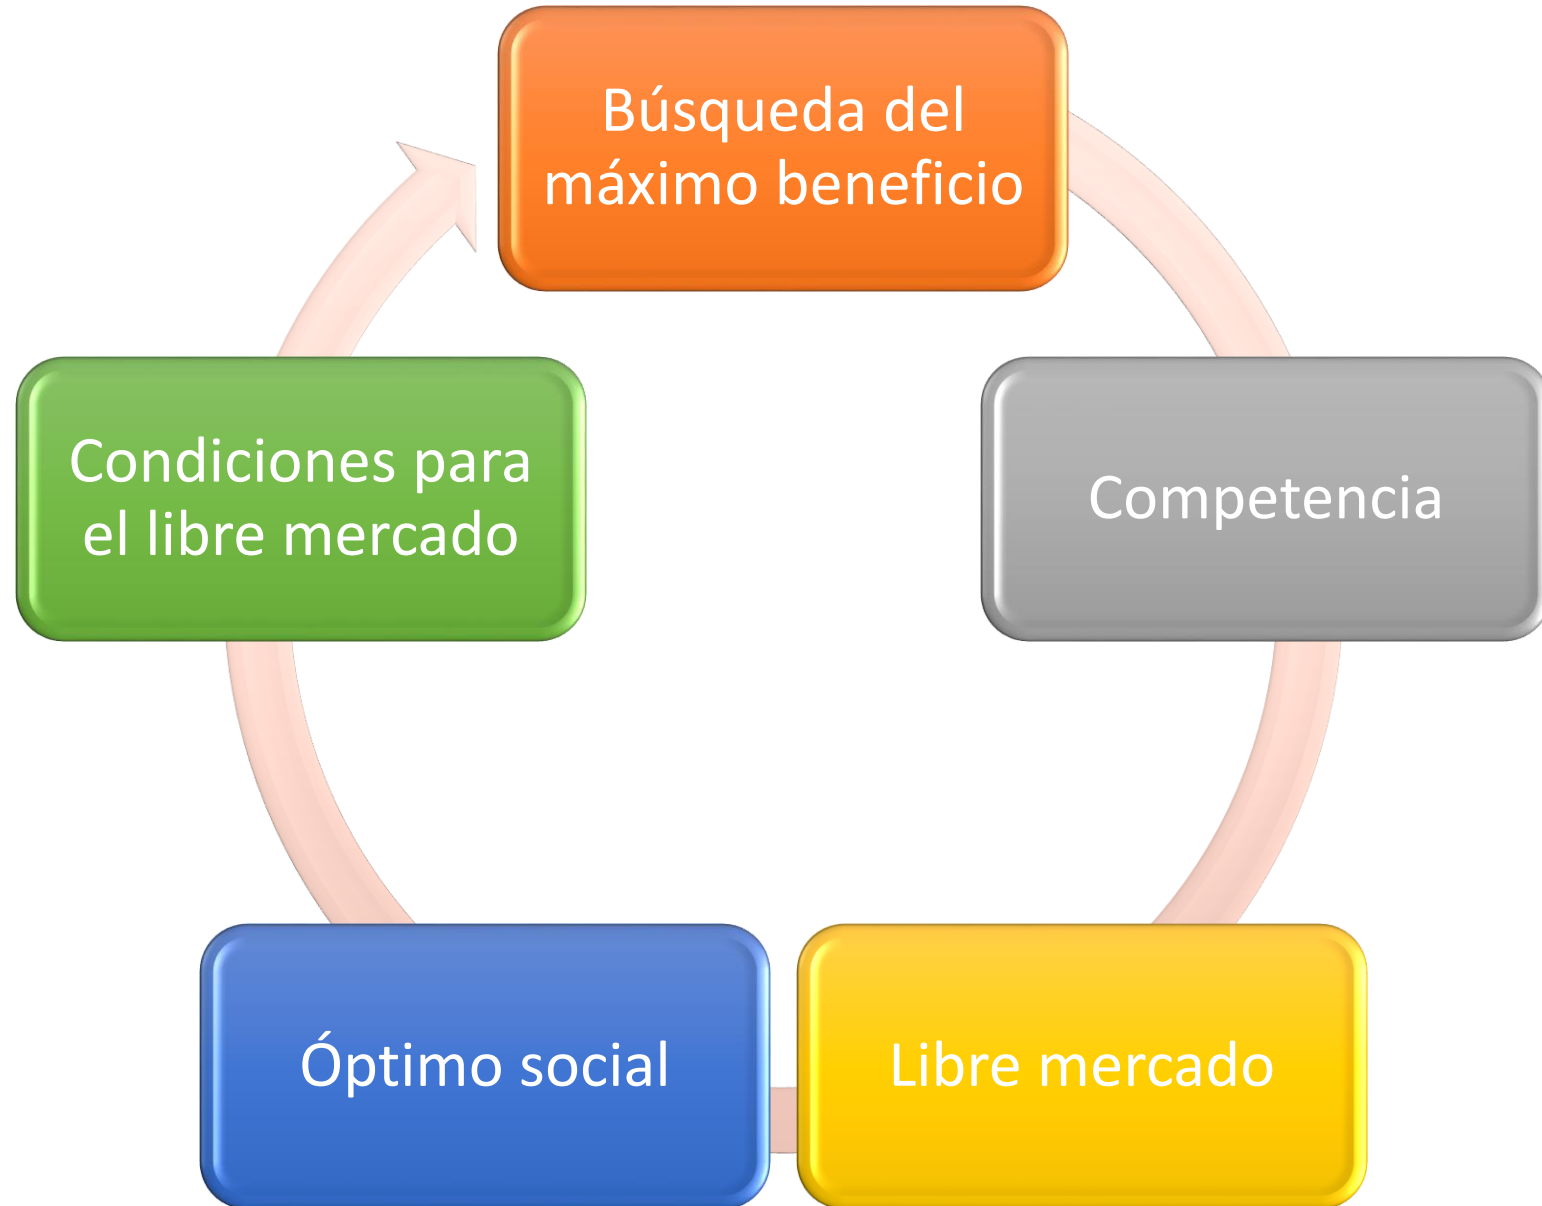 Búsqueda del
máximo beneficio
Competencia
Libre mercado
Óptimo social
Condiciones para
el libre mercado